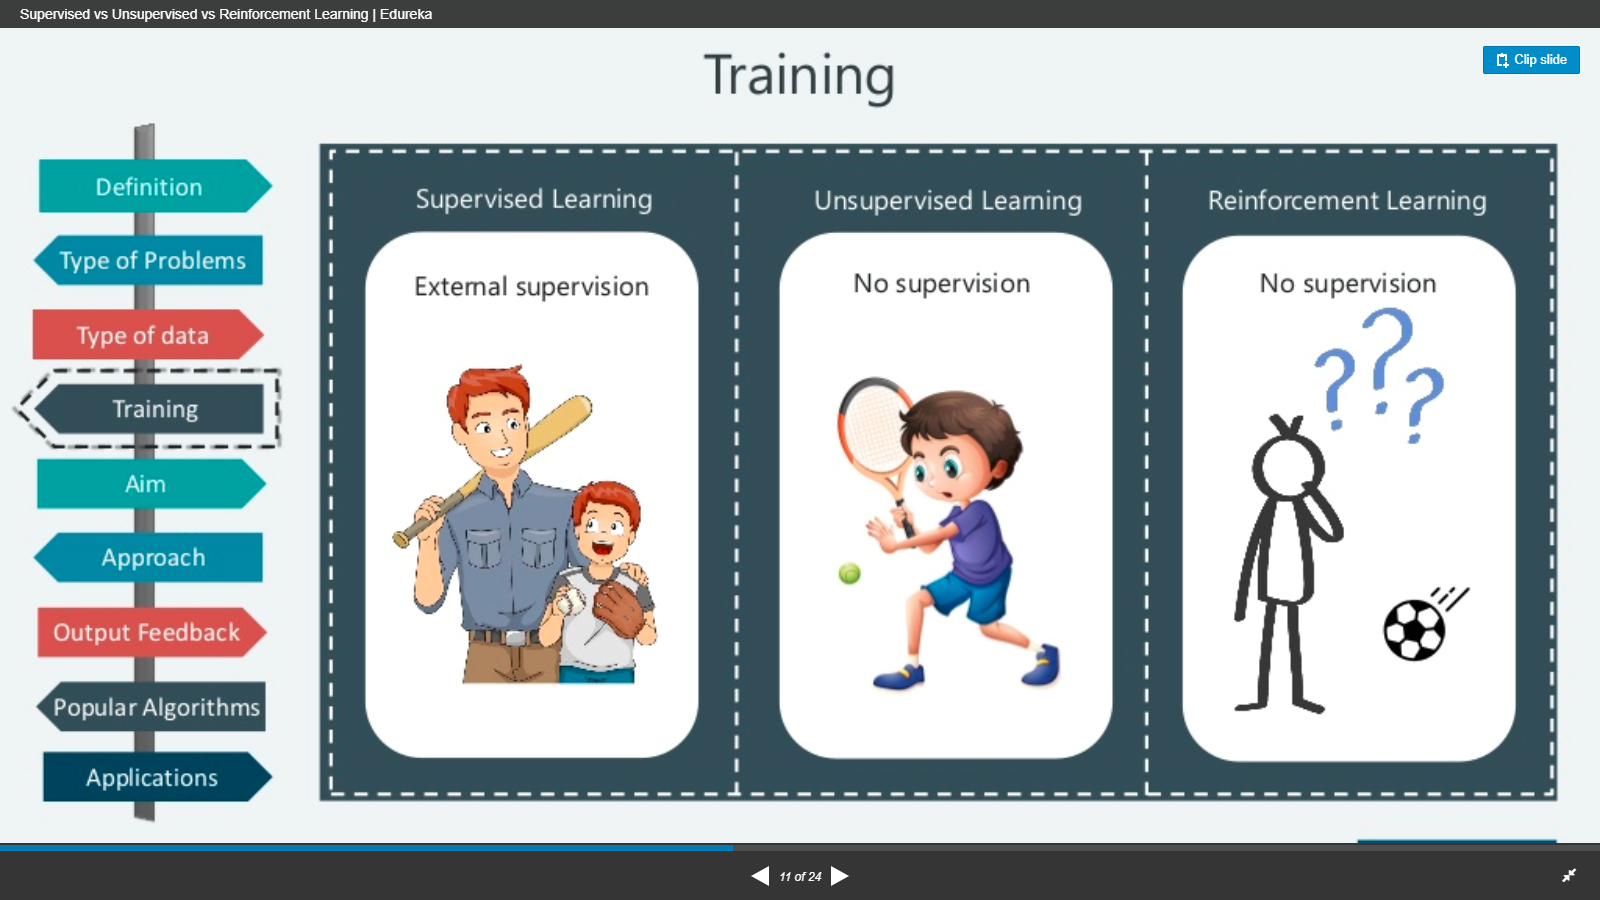 Supervised vs Unsupervised vs Reinforcement Learning | Edureka
Training
Clip slide
Definition
Type of Problems
Type of data
Training
Aim
Approach
Output Feedback
Popular Algorithms
Applications
Supervised Learning
External supervision
Unsupervised Learning
No supervision
Reinforcement Learning
No supervision
? ? ?
11 of 24